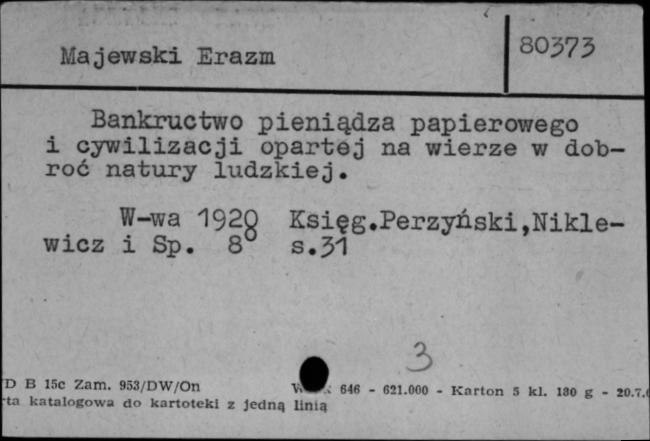 Majewski Erazm
80373
Bankructwo pieniądza papierowego
i cywilizacji opartej na wierze w dob-
roć natury ludzkiej.
W-wa 1920 Księg.Perzyński,Nikle-
wicz i Sp. 8° s.31
3
D B 15c Zam. 953/DW/On 646 - 621.000 - Karton 5 kl. 180 g - 20.7.
ta katalogowa do kartoteki z jedną linią